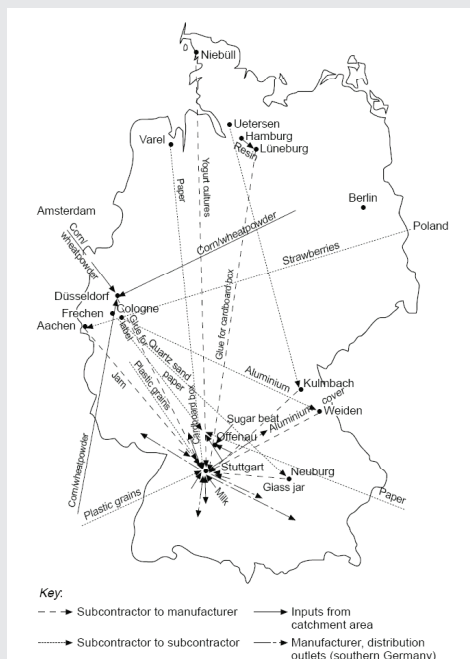 Niebüll
Uetersen
Hamburg
Resin
Lüneburg
Varel
Paper
Yogurt cultures
Berlin
Amsterdam
Corn/
wheatpowder
Corn/wheatpowder
Poland
Strawberries
Glue for cardboard box
Düsseldorf
Frechen
Cologne
Aachen
Glue for
label
Quartz sand
paper
Plastic grains
Jam
Cardboard box
Aluminium
Kulmbach
Aluminium cover
Weiden
Sugar beat
Offenau
Stuttgart
Neuburg
Glass jar
Milk
Paper
Corn/wheatpowder
Plastic grains
Key:
Subcontractor to manufacturer
Inputs from
catchment area
Subcontractor to subcontractor
Manufacturer, distribution
outlets (southern Germany)